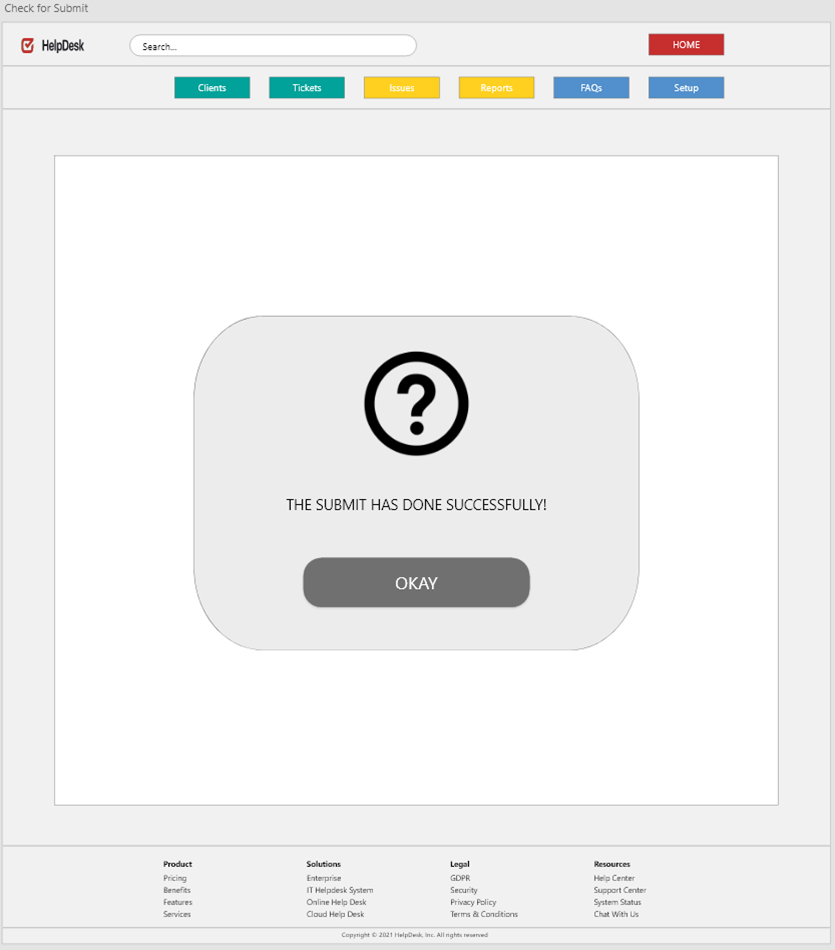 Check for Submit
HelpDesk
Search...
HOME
Clients
Tickets
Issues
Reports
FAQs
Setup
THE SUBMIT HAS DONE SUCCESSFULLY!
OKAY
Product
Pricing
Benefits
Features
Services
Solutions
Enterprise
IT Helpdesk System
Online Help Desk
Cloud Help Desk
Legal
GDPR
Security
Privacy Policy
Terms & Conditions
Resources
Help Center
Support Center
System Status
Chat With Us
Copyright © 2021 HelpDesk, Inc. All rights reserved